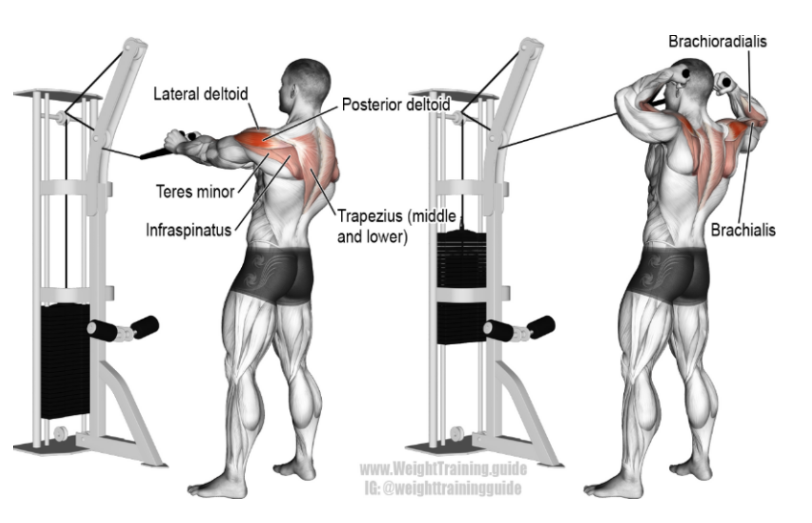 Lateral deltoid
Posterior deltoid
Teres minor
Infraspinatus
Trapezius (middle
and lower)
Brachioradialis
Brachialis
www.WeightTraining.guide
IG: @weighttrainingguide